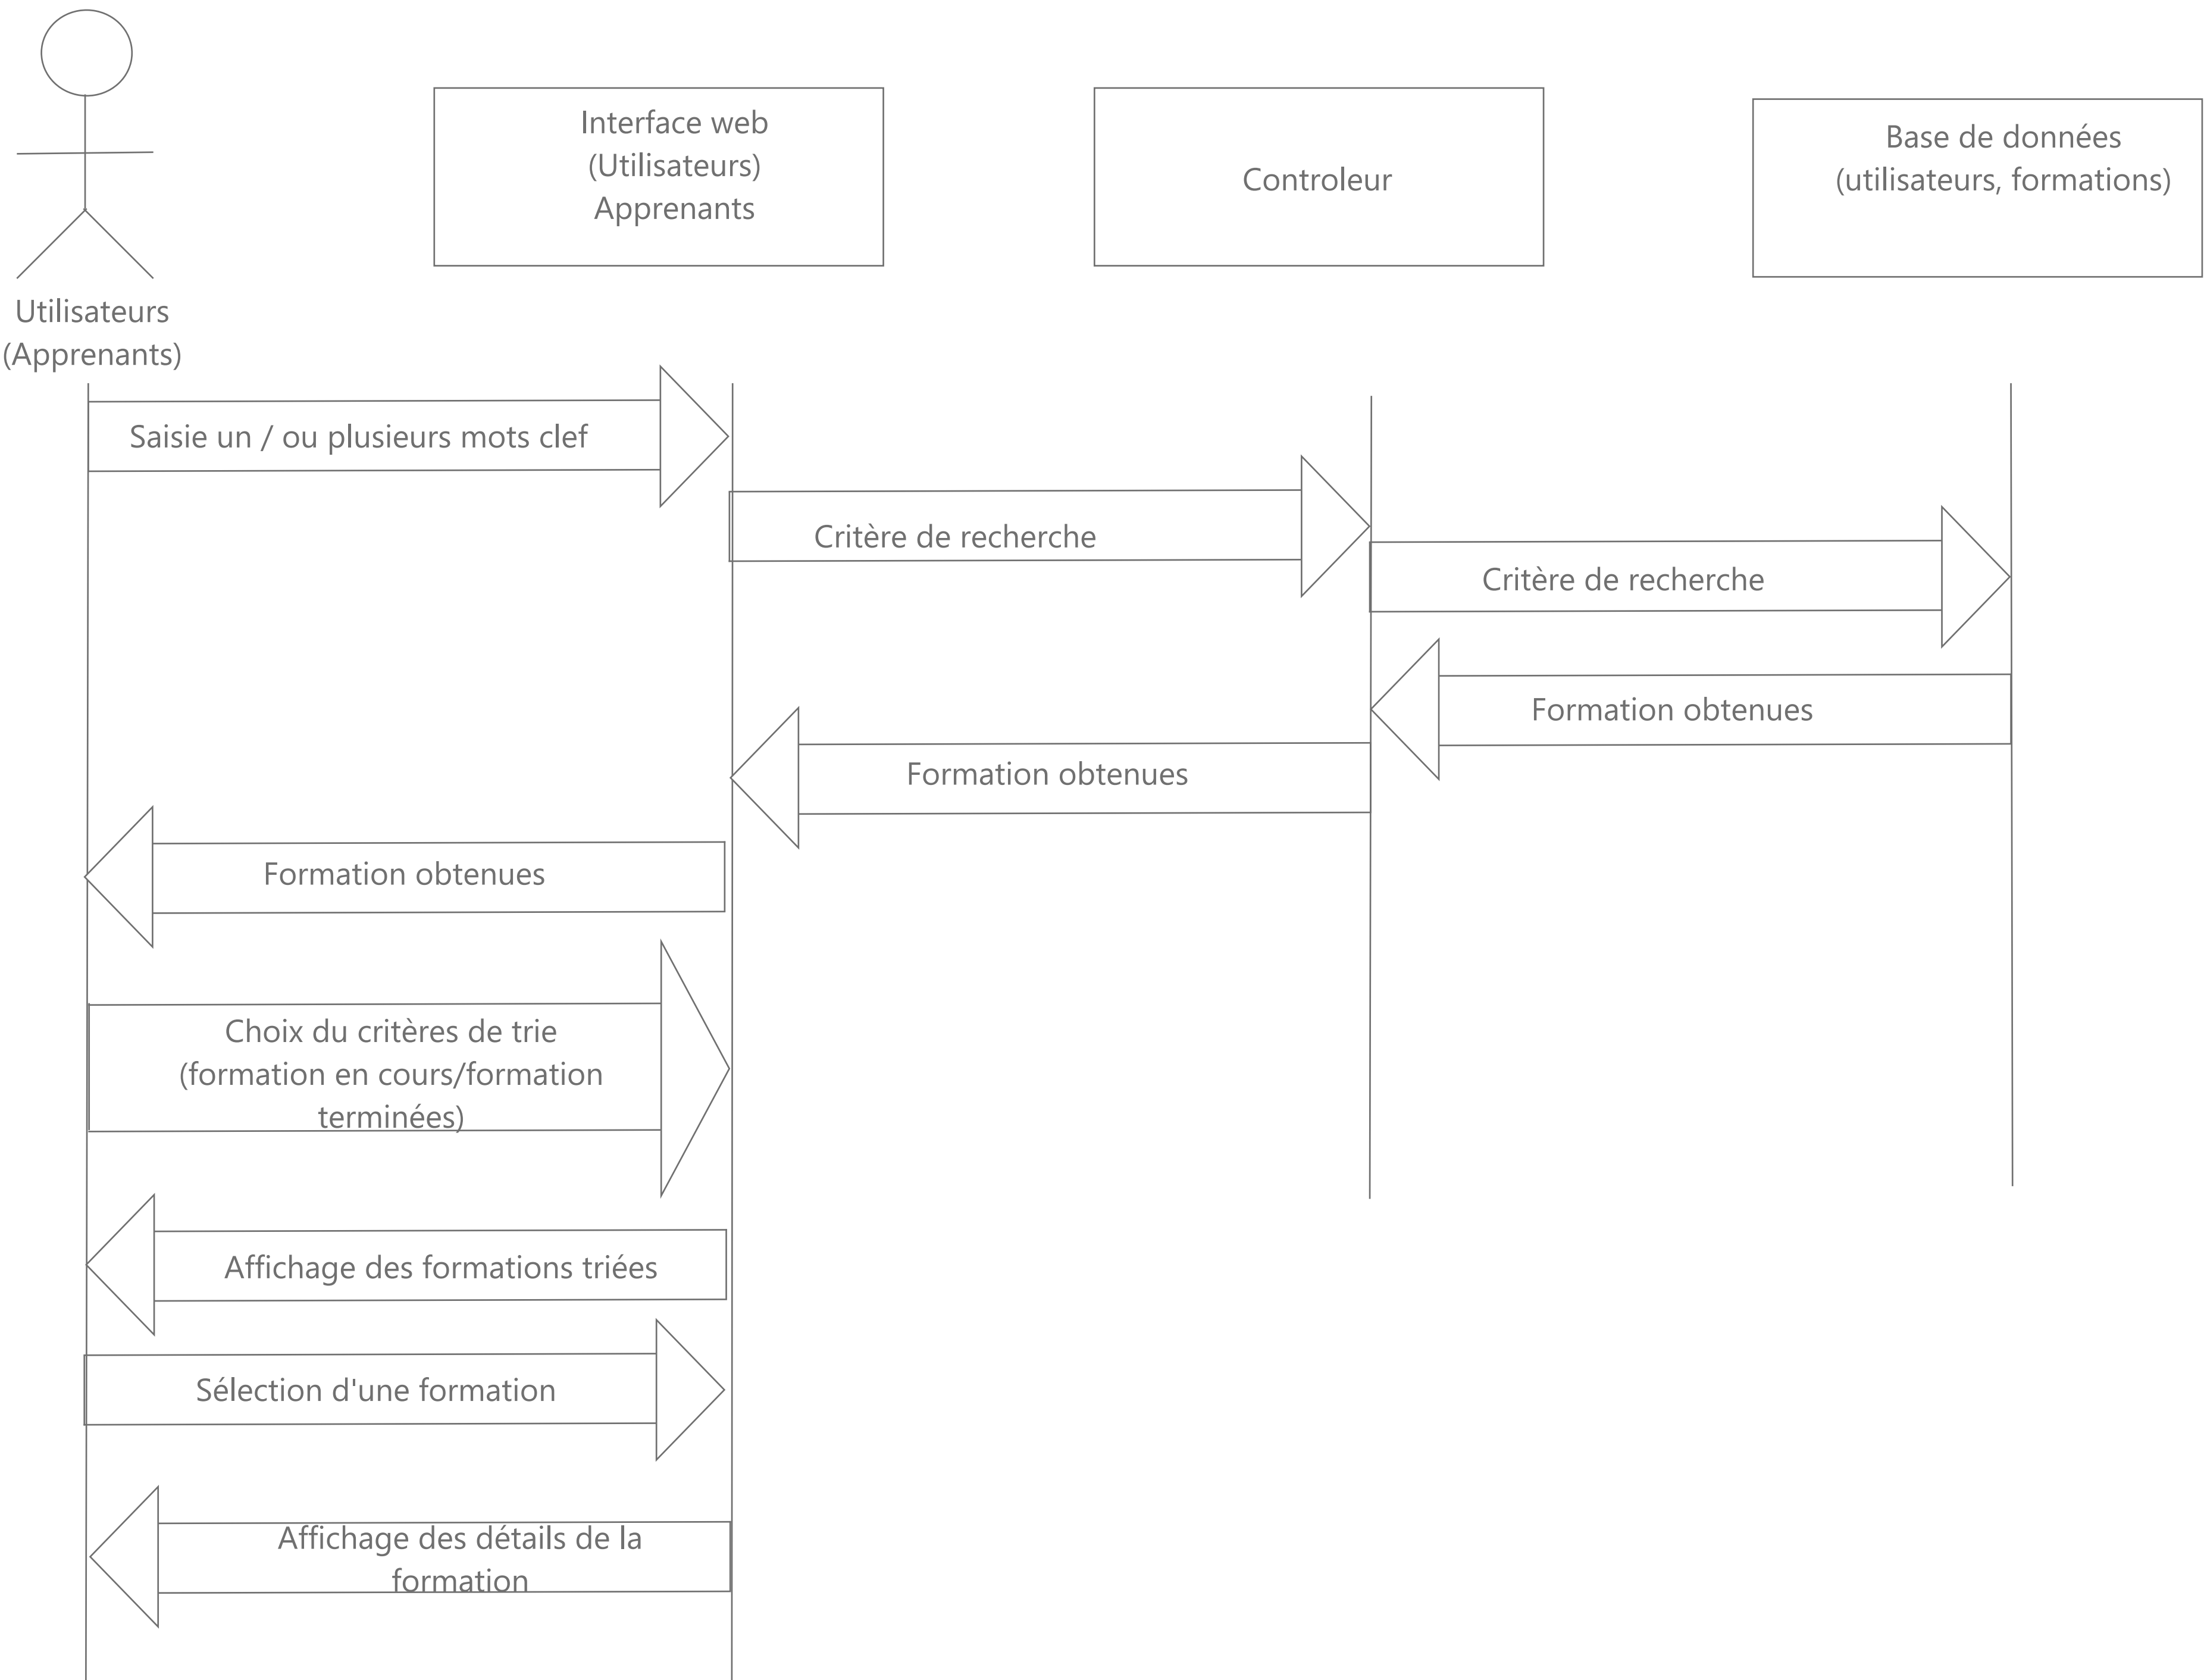 Interface web
(Utilisateurs)
Apprenants
Controleur
Base de données
(utilisateurs, formations)
Utilisateurs
(Apprenants)
Saisie un / ou plusieurs mots clef
Critère de recherche
Critère de recherche
Formation obtenues
Formation obtenues
Formation obtenues
Choix du critères de trie
(formation en cours/formation
terminées)
Affichage des formations triées
Sélection d'une formation
Affichage des détails de la
formation